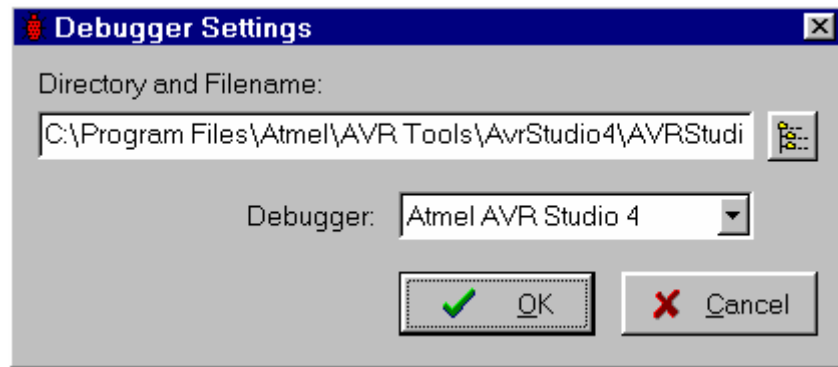 Debugger Settings
Directory and Filename:
C:\Program Files\Atmel\AVR Tools\AvrStudio4\AVRStudi
Debugger: Atmel AVR Studio 4
OK Cancel